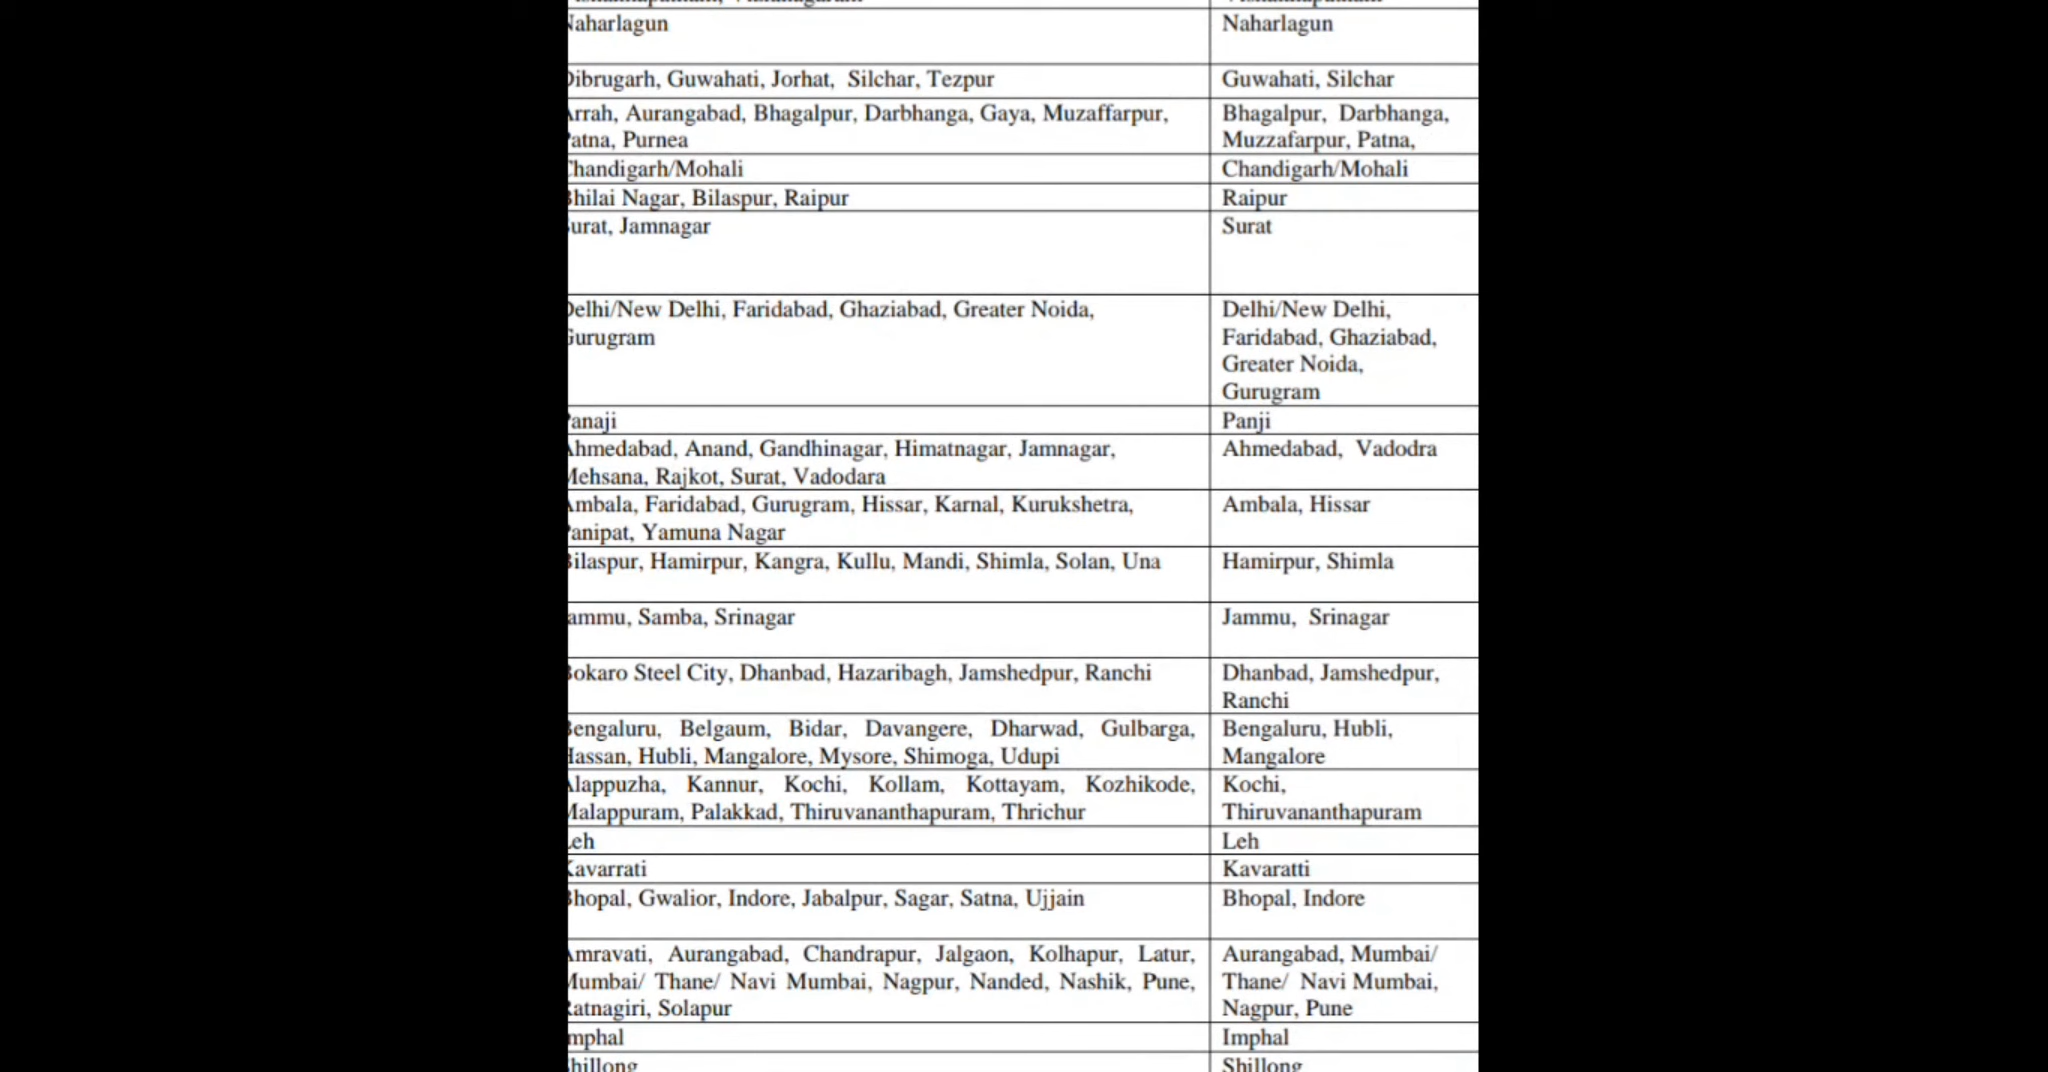 Naharlagun
Naharlagun
Dibrugarh, Guwahati, Jorhat, Silchar, Tezpur
Guwahati, Silchar
Arrah, Aurangabad, Bhagalpur, Darbhanga, Gaya, Muzaffarpur,
Patna, Purnea
Bhagalpur, Darbhanga,
Muzzafarpur, Patna,
Chandigarh/Mohali
Chandigarh/Mohali
Bhilai Nagar, Bilaspur, Raipur
Raipur
Surat, Jamnagar
Surat
Delhi/New Delhi, Faridabad, Ghaziabad, Greater Noida,
Gurugram
Delhi/New Delhi,
Faridabad, Ghaziabad,
Greater Noida,
Gurugram
Panaji
Panji
Ahmedabad, Anand, Gandhinagar, Himatnagar, Jamnagar,
Mehsana, Rajkot, Surat, Vadodara
Ahmedabad, Vadodra
Ambala, Faridabad, Gurugram, Hissar, Karnal, Kurukshetra,
Panipat, Yamuna Nagar
Ambala, Hissar
Bilaspur, Hamirpur, Kangra, Kullu, Mandi, Shimla, Solan, Una
Hamirpur, Shimla
ammu, Samba, Srinagar
Jammu, Srinagar
Bokaro Steel City, Dhanbad, Hazaribagh, Jamshedpur, Ranchi
Dhanbad, Jamshedpur,
Ranchi
Bengaluru, Belgaum, Bidar, Davangere, Dharwad, Gulbarga,
Hassan, Hubli, Mangalore, Mysore, Shimoga, Udupi
Bengaluru, Hubli,
Mangalore
Alappuzha, Kannur, Kochi, Kollam, Kottayam, Kozhikode,
Malappuram, Palakkad, Thiruvananthapuram, Thrichur
Kochi,
Thiruvananthapuram
Leh
Leh
Kavarrati
Kavaratti
Bhopal, Gwalior, Indore, Jabalpur, Sagar, Satna, Ujjain
Bhopal, Indore
Amravati, Aurangabad, Chandrapur, Jalgaon, Kolhapur, Latur,
Mumbai/ Thane/ Navi Mumbai, Nagpur, Nanded, Nashik, Pune,
Ratnagiri, Solapur
Aurangabad, Mumbai/
Thane/ Navi Mumbai,
Nagpur, Pune
mphal
Imphal
Shillong
Shillong